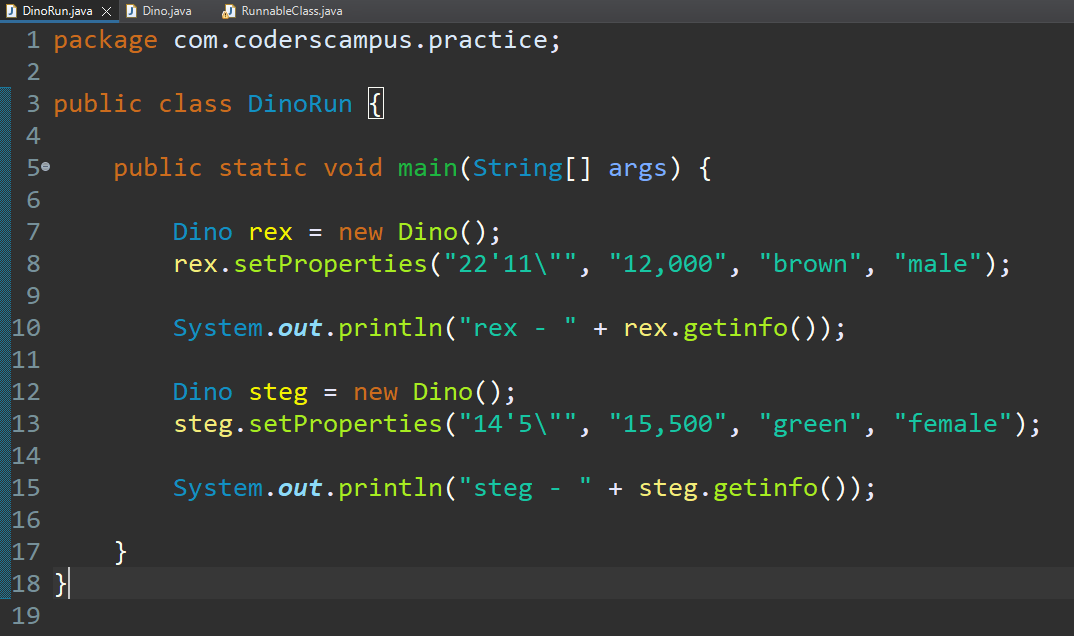 DinoRun.java Dino.java RunnableClass.java
1 package com.coderscampus.practice;
2
3 public class DinoRun {
4
5 public static void main(String[] args) {
6
7 Dino rex = new Dino();
8 rex.setProperties("22'11\"", "12,000", "brown", "male");
9
10 System.out.println("rex - " + rex.getinfo());
11
12 Dino steg = new Dino();
13 steg.setProperties("14'5\"", "15,500", "green", "female");
14
15 System.out.println("steg - " + steg.getinfo());
16
17 }
18 }
19